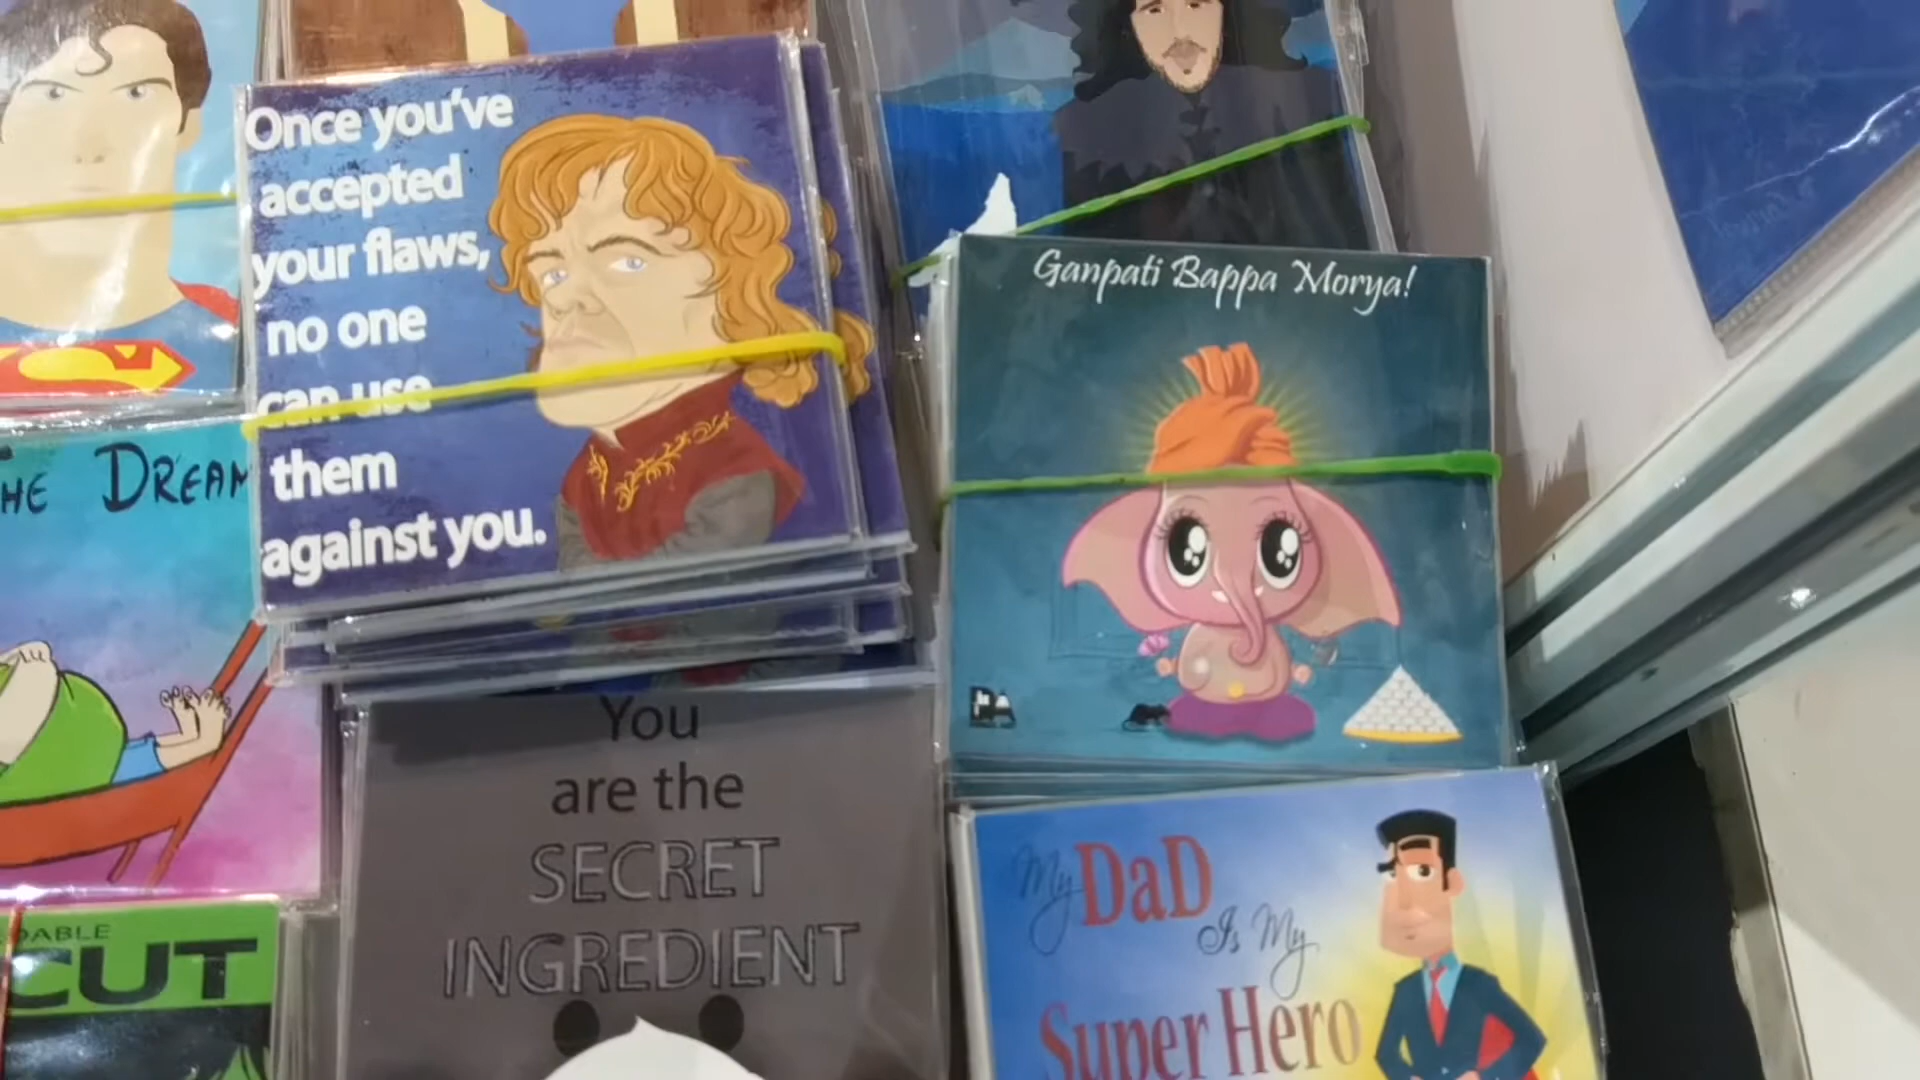 Once you've
accepted
your flaws,
no one
can use
them
against you.
Ganpati Bappa Morya!
THE DREAM
You
are the
SECRET
INGREDIENT
My DaD
Is My
Super Hero
CUT